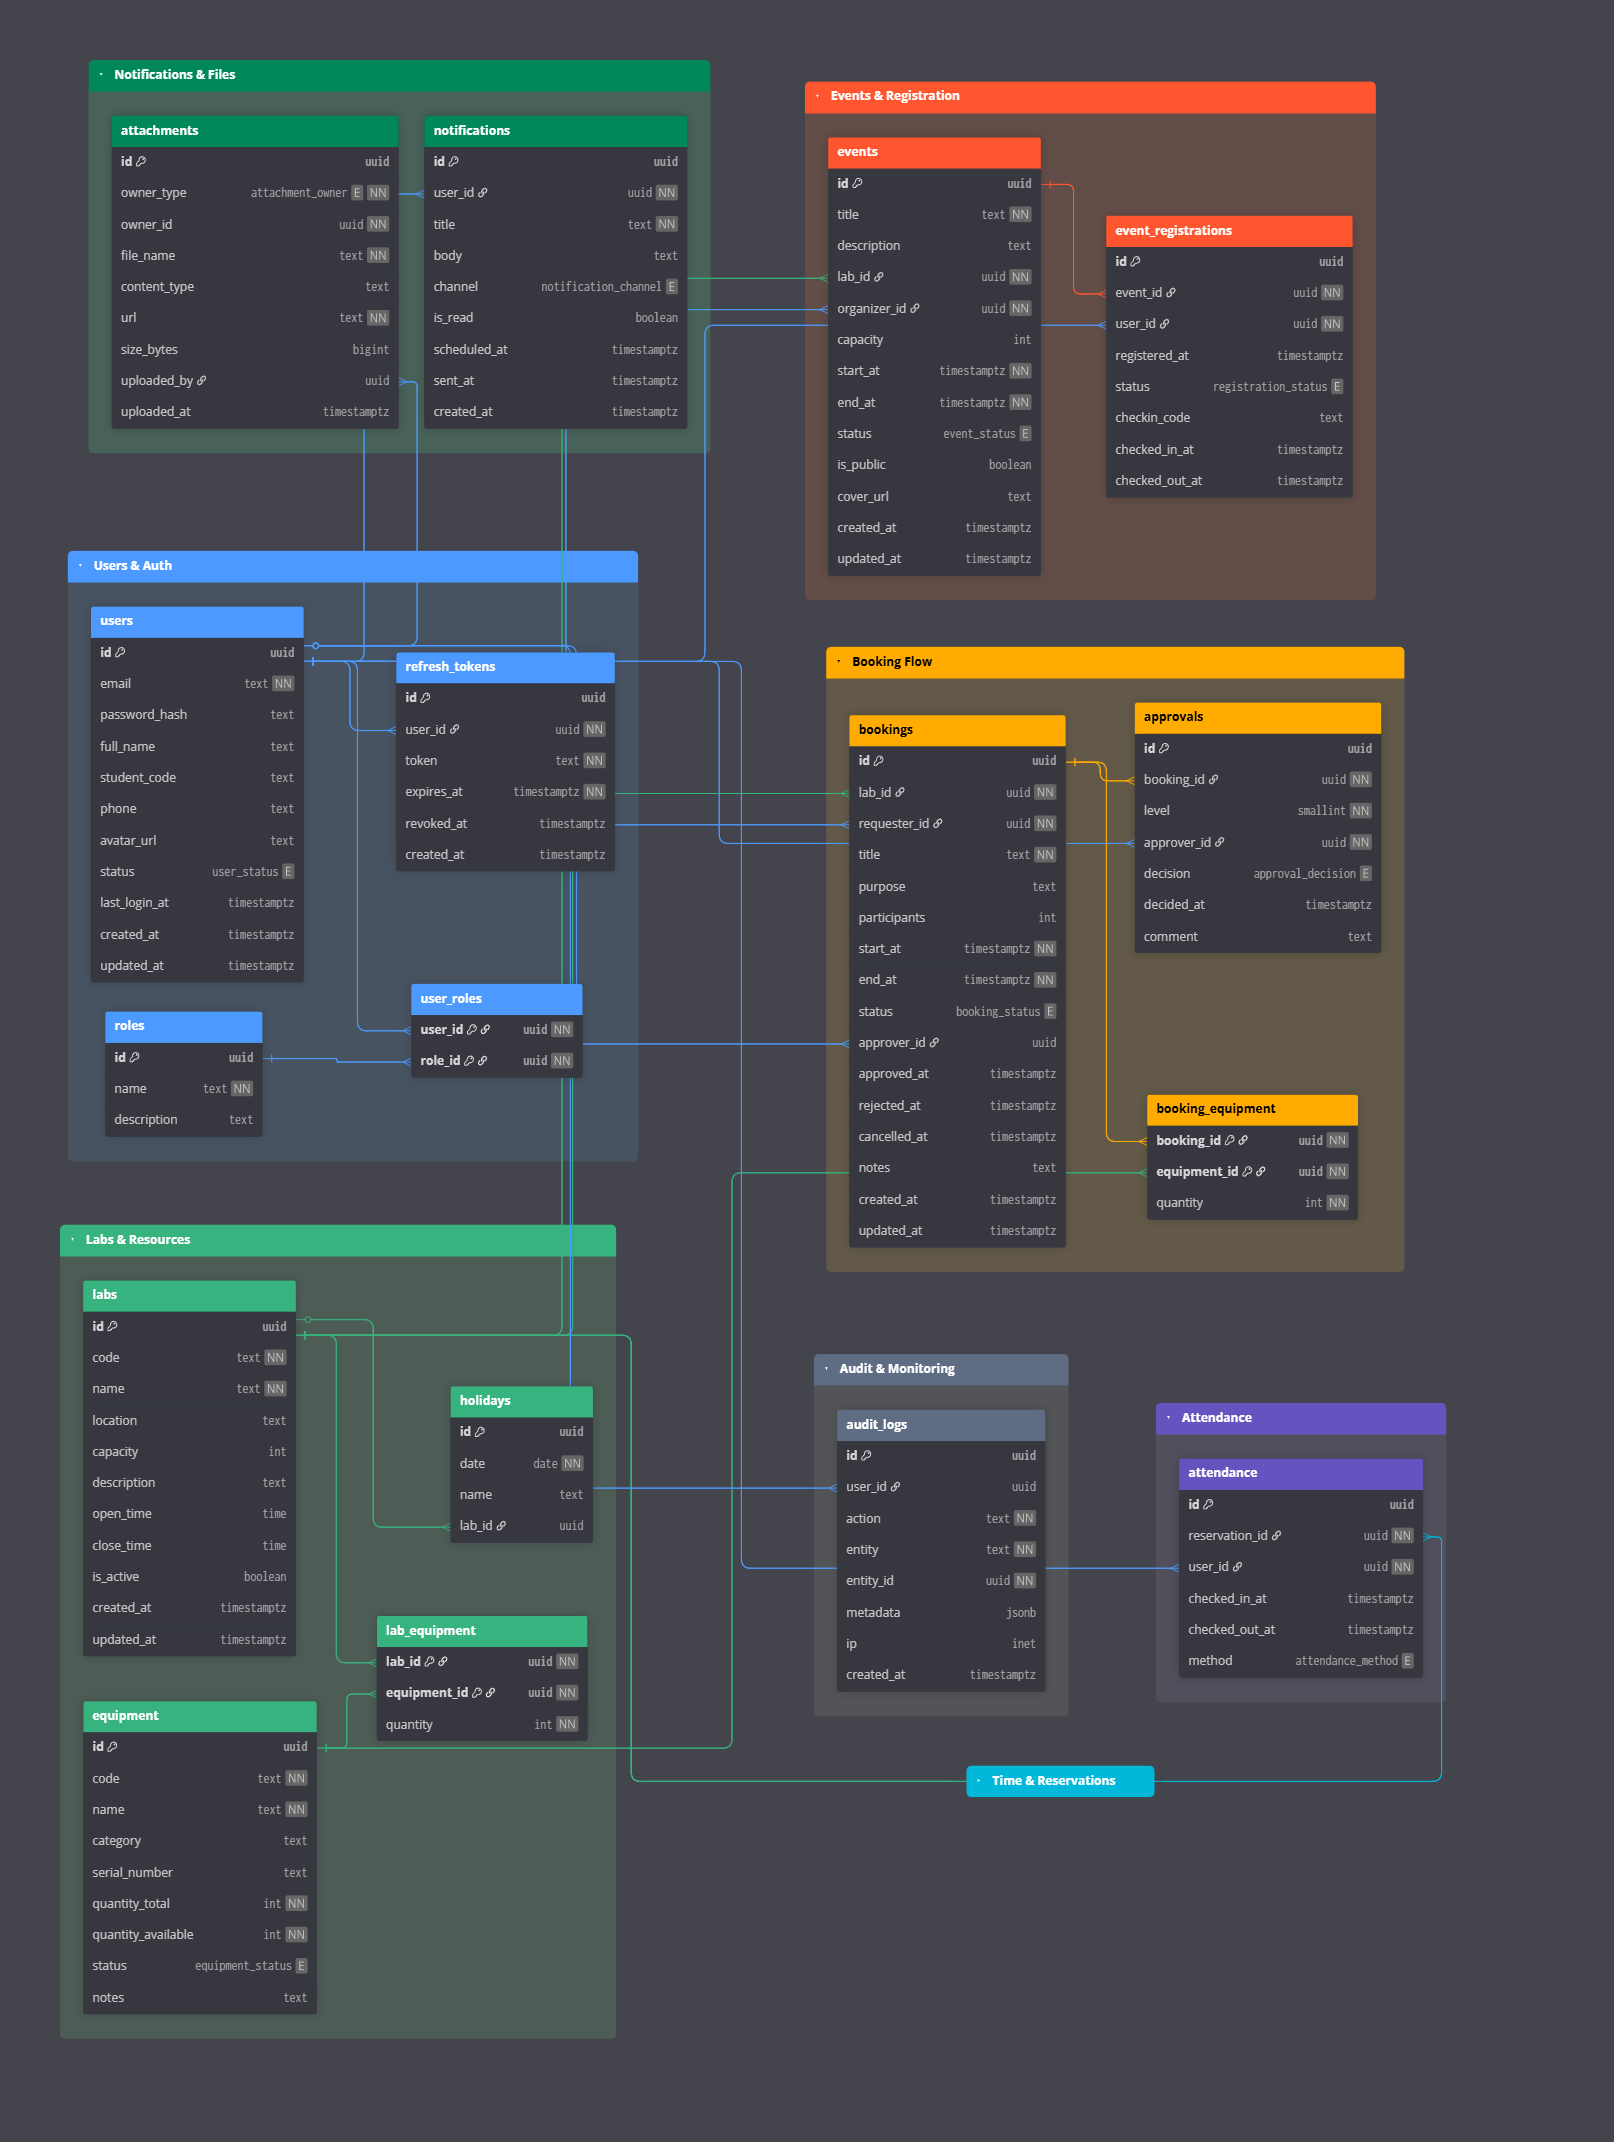 Notifications & Files
attachments
id uuid
owner_type attachment_owner E NN
owner_id uuid NN
file_name text NN
content_type text
url text NN
size_bytes bigint
uploaded_by uuid
uploaded_at timestamptz
notifications
id uuid
user_id uuid NN
title text NN
body text
channel notification_channel E
is_read boolean
scheduled_at timestamptz
sent_at timestamptz
created_at timestamptz
Events & Registration
events
id uuid
title text NN
description text
lab_id uuid NN
organizer_id uuid NN
capacity int
start_at timestamptz NN
end_at timestamptz NN
status event_status E
is_public boolean
cover_url text
created_at timestamptz
updated_at timestamptz
event_registrations
id uuid
event_id uuid NN
user_id uuid NN
registered_at timestamptz
status registration_status E
checkin_code text
checked_in_at timestamptz
checked_out_at timestamptz
Users & Auth
users
id uuid
email text NN
password_hash text
full_name text
student_code text
phone text
avatar_url text
status user_status E
last_login_at timestamptz
created_at timestamptz
updated_at timestamptz
refresh_tokens
id uuid
user_id uuid NN
token text NN
expires_at timestamptz NN
revoked_at timestamptz
created_at timestamptz
user_roles
user_id uuid NN
role_id uuid NN
roles
id uuid
name text NN
description text
Booking Flow
bookings
id uuid
lab_id uuid NN
requester_id uuid NN
title text NN
purpose text
participants int
start_at timestamptz NN
end_at timestamptz NN
status booking_status E
approver_id uuid
approved_at timestamptz
rejected_at timestamptz
cancelled_at timestamptz
notes text
created_at timestamptz
updated_at timestamptz
approvals
id uuid
booking_id uuid NN
level smallint NN
approver_id uuid NN
decision approval_decision E
decided_at timestamptz
comment text
booking_equipment
booking_id uuid NN
equipment_id uuid NN
quantity int NN
Labs & Resources
labs
id uuid
code text NN
name text NN
location text
capacity int
description text
open_time time
close_time time
is_active boolean
created_at timestamptz
updated_at timestamptz
holidays
id uuid
date date NN
name text
lab_id uuid
lab_equipment
lab_id uuid NN
equipment_id uuid NN
quantity int NN
equipment
id uuid
code text NN
name text NN
category text
serial_number text
quantity_total int NN
quantity_available int NN
status equipment_status E
notes text
Audit & Monitoring
audit_logs
id uuid
user_id uuid
action text NN
entity text NN
entity_id uuid NN
metadata jsonb
ip inet
created_at timestamptz
Attendance
attendance
id uuid
reservation_id uuid NN
user_id uuid NN
checked_in_at timestamptz
checked_out_at timestamptz
method attendance_method E
Time & Reservations